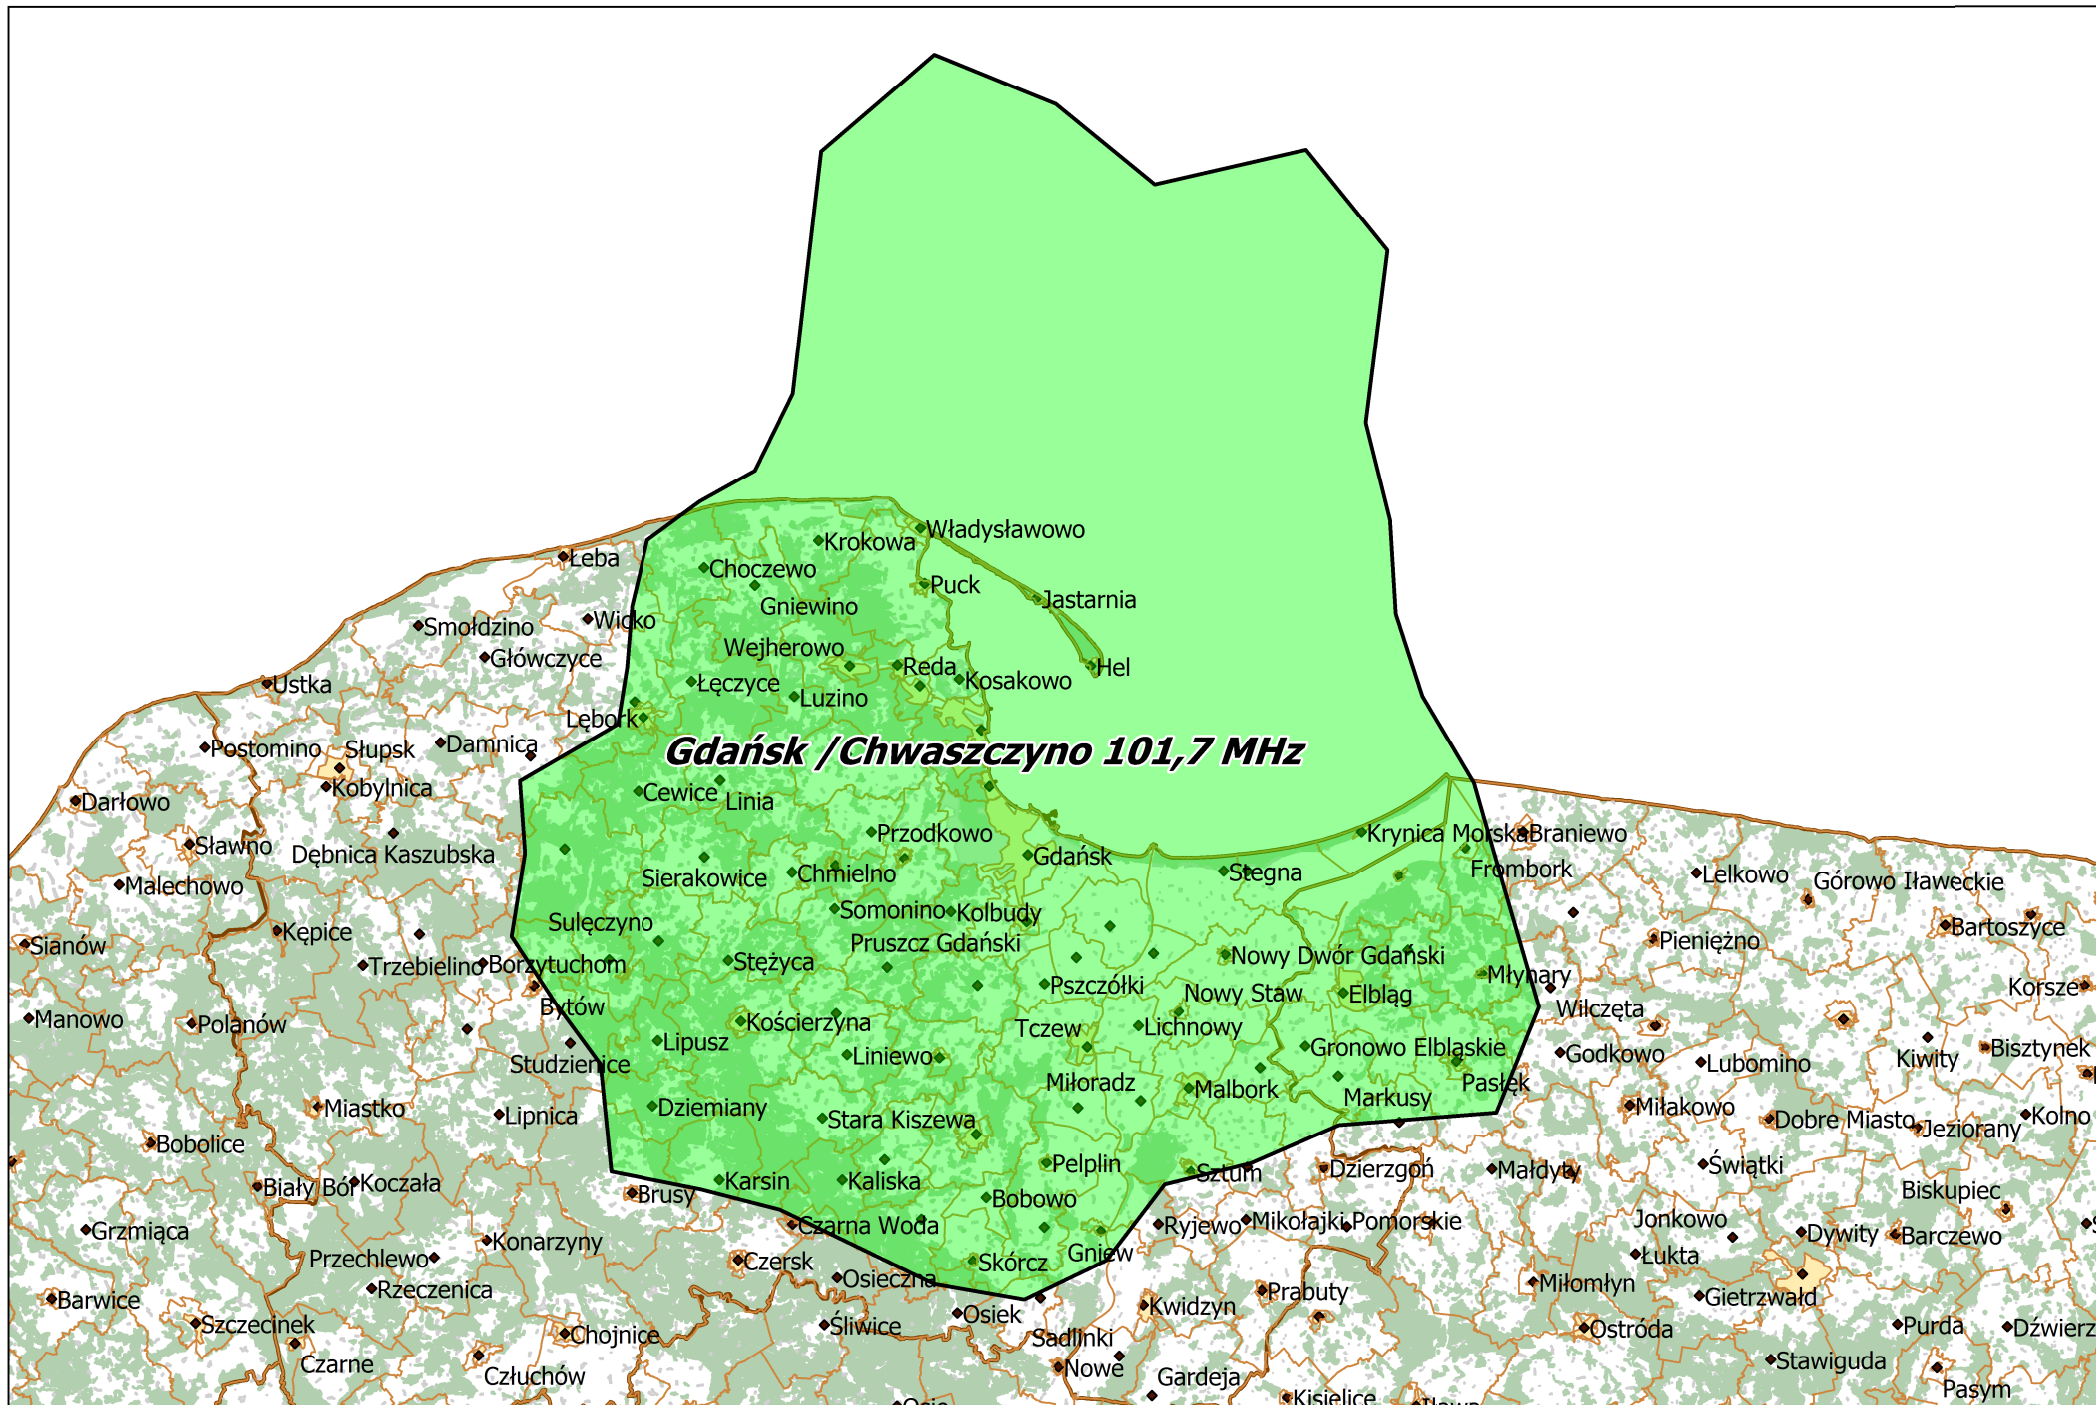 Władysławowo
Krokowa
Łeba
Choczewo
Puck
Jastarnia
Gniewino
Wicko
Smołdzino
Wejherowo
Główczyce
Reda
Hel
Kosakowo
Łęczyce
Ustka
Luzino
Lębork
Damnica
Postomino
Słupsk
Gdańsk /Chwaszczyno 101,7 MHz
Kobylnica
Cewice
Linia
Darłowo
Przodkowo
Krynica Morska
Braniewo
Sławno
Dębnica Kaszubska
Gdańsk
Frombork
Stegna
Chmielno
Sierakowice
Lelkowo
Górowo Iławeckie
Malechowo
Somonino
Kolbudy
Sulęczyno
Bartoszyce
Kępice
Pruszcz Gdański
Pieniężno
Sianów
Nowy Dwór Gdański
Stężyca
Trzebielino
Borzytuchom
Młynary
Pszczółki
Nowy Staw
Elbląg
Korsze
Bytów
Wilczęta
Manowo
Polanów
Kościerzyna
Tczew
Lichnowy
Lipusz
Gronowo Elbląskie
Bisztynek
Liniewo
Godkowo
Kiwity
Studzienice
Lubomino
Miłoradz
Malbork
Pasłęk
Markusy
Miastko
Dziemiany
Miłakowo
Lipnica
Stara Kiszewa
Dobre Miasto
Jeziorany
Kolno
Bobolice
Pelplin
Świątki
Sztum
Dzierzgoń
Małdyty
Karsin
Kaliska
Biały Bór
Koczała
Brusy
Bobowo
Biskupiec
Czarna Woda
Ryjewo
Mikołajki Pomorskie
Jonkowo
Grzmiąca
Dywity
Barczewo
Konarzyny
Gniew
Łukta
Przechlewo
Czersk
Skórcz
Osieczna
Miłomłyn
Rzeczenica
Prabuty
Gietrzwałd
Barwice
Kwidzyn
Osiek
Szczecinek
Śliwice
Purda
Ostróda
Dźwierz
Chojnice
Sadlinki
Czarne
Nowe
Stawiguda
Człuchów
Gardeja
Pasym
Kisielice
Iława
Osie